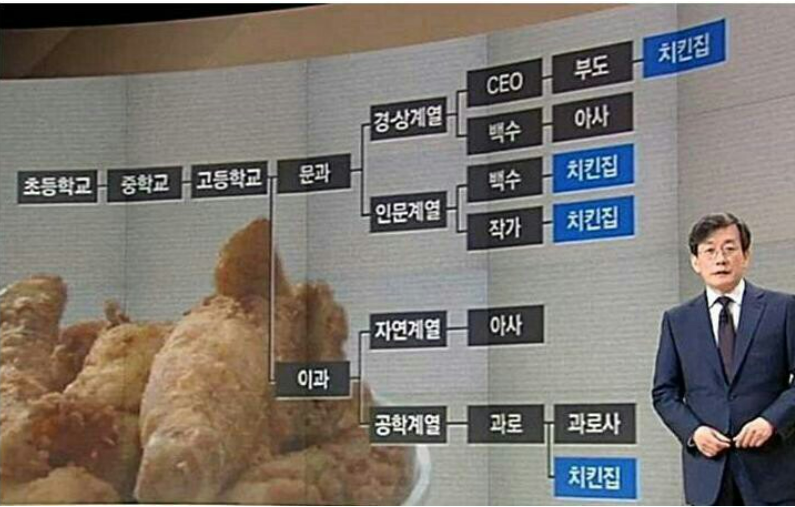 초등학교 중학교 고등학교 문과 경·상계열 CEO 부도 치킨집
백수 아사
인문계열 백수 치킨집
작가 치킨집
이과 자연계열 아사
공학계열 과로 과로사
치킨집